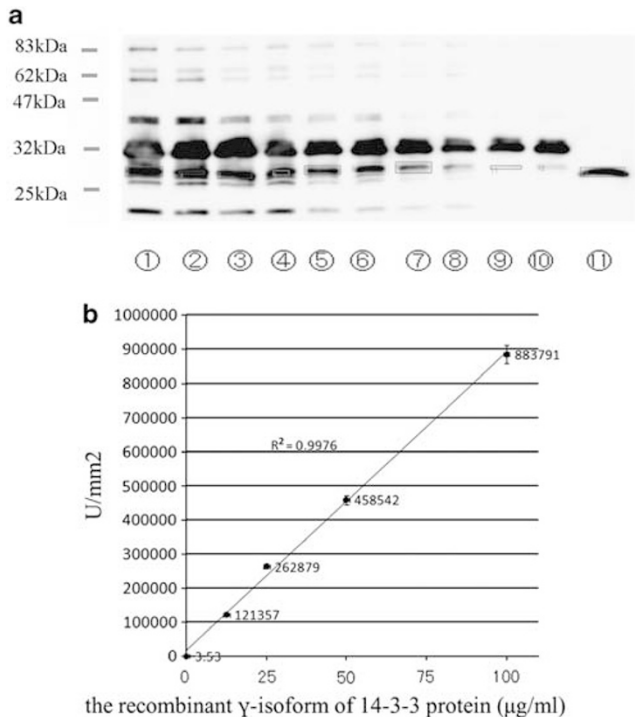 a
83kDa
62kDa
47kDa
32kDa
25kDa
① ② ③ ④ ⑤ ⑥ ⑦ ⑧ ⑨ ⑩ ⑪
b
1000000
900000
883791
800000
700000
R² = 0.9976
600000
U/mm2
500000
458542
400000
300000
262879
200000
121357
100000
0
3.53
0 25 50 75 100
the recombinant γ-isoform of 14-3-3 protein (μg/ml)